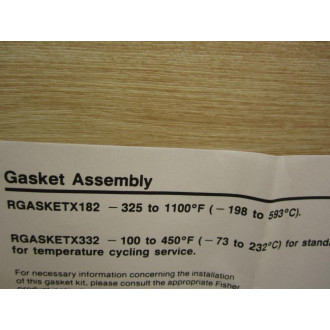 Gasket Assembly
RGASKETX182 – 325 to 1100°F (– 198 to 593°C).
RGASKETX332 – 100 to 450°F (– 73 to 232°C) for stand
for temperature cycling service.
For necessary information concerning the installation
of this gasket kit, please consult the appropriate Fisher